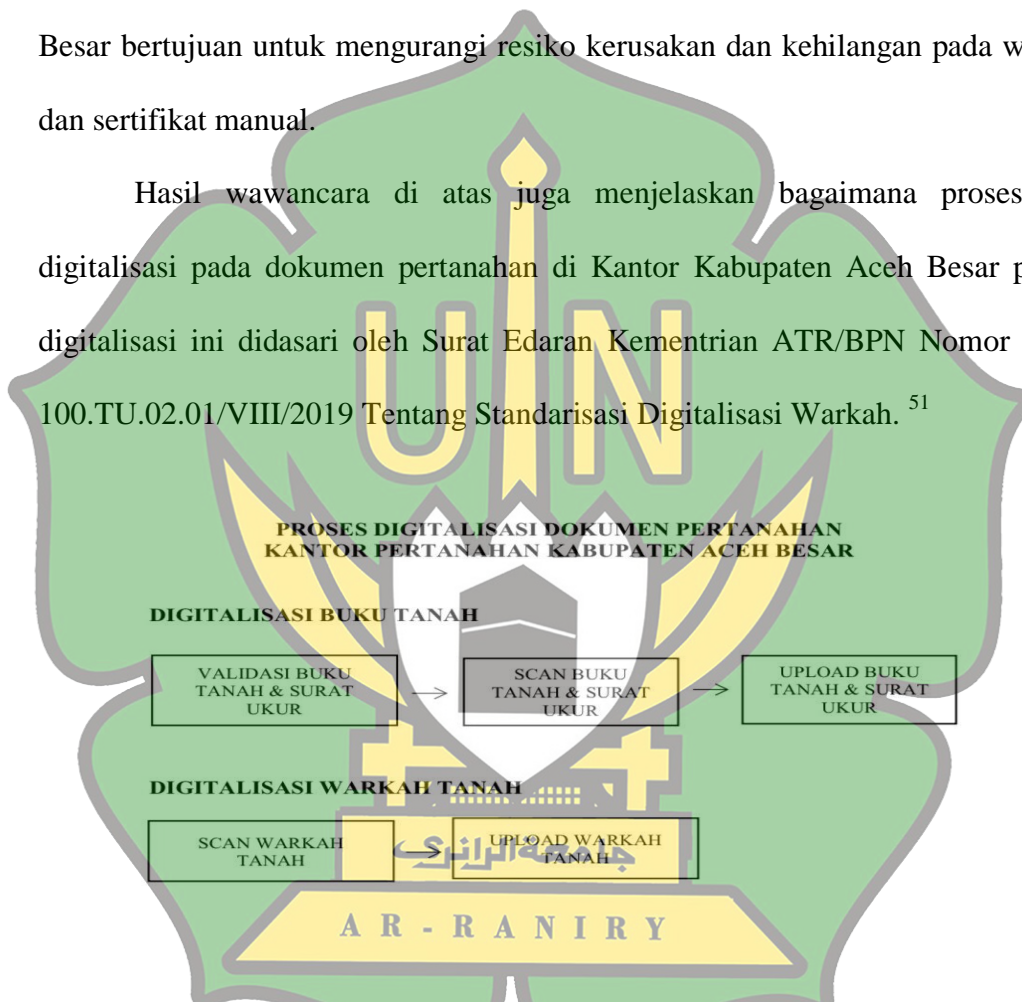 Besar bertujuan untuk mengurangi resiko kerusakan dan kehilangan pada w
dan sertifikat manual.
Hasil wawancara di atas juga menjelaskan bagaimana proses
digitalisasi pada dokumen pertanahan di Kantor Kabupaten Aceh Besar p
digitalisasi ini didasari oleh Surat Edaran Kementrian ATR/BPN Nomor
100.TU.02.01/VIII/2019 Tentang Standarisasi Digitalisasi Warkah. 51
UIN
PROSES DIGITALISASI DOKUMEN PERTANAHAN
KANTOR PERTANAHAN KABUPATEN ACEH BESAR
DIGITALISASI BUKU TANAH
VALIDASI BUKU
TANAH & SURAT
UKUR
→
SCAN BUKU
TANAH & SURAT
UKUR
→
UPLOAD BUKU
TANAH & SURAT
UKUR
DIGITALISASI WARKAH TANAH
SCAN WARKAH
TANAH
→
UPLOAD WARKAH
TANAH
جامعة الرانري
AR-RANIRY